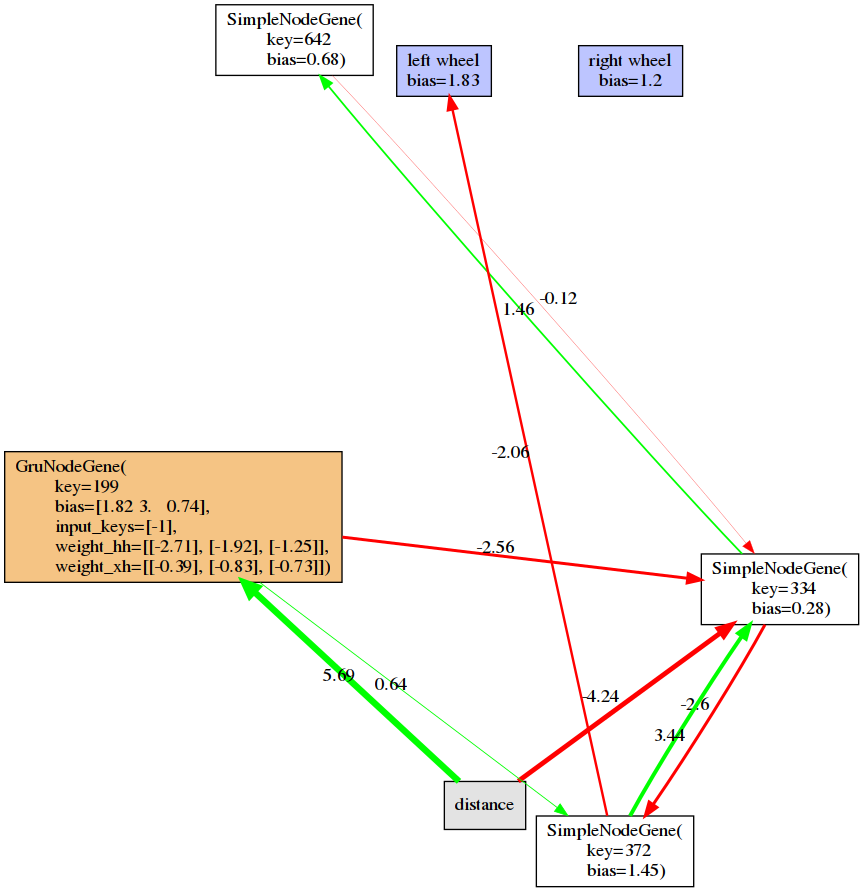 SimpleNodeGene(
key=642
bias=0.68)
left wheel
bias=1.83
right wheel
bias=1.2
-0.12
1.46
-2.06
GruNodeGene(
key=199
bias=[1.82 3.   0.74],
input_keys=[-1],
weight_hh=[[-2.71], [-1.92], [-1.25]],
weight_xh=[[-0.39], [-0.83], [-0.73]])
-2.56
SimpleNodeGene(
key=334
bias=0.28)
5.69
0.64
-4.24
-2.6
3.44
distance
SimpleNodeGene(
key=372
bias=1.45)